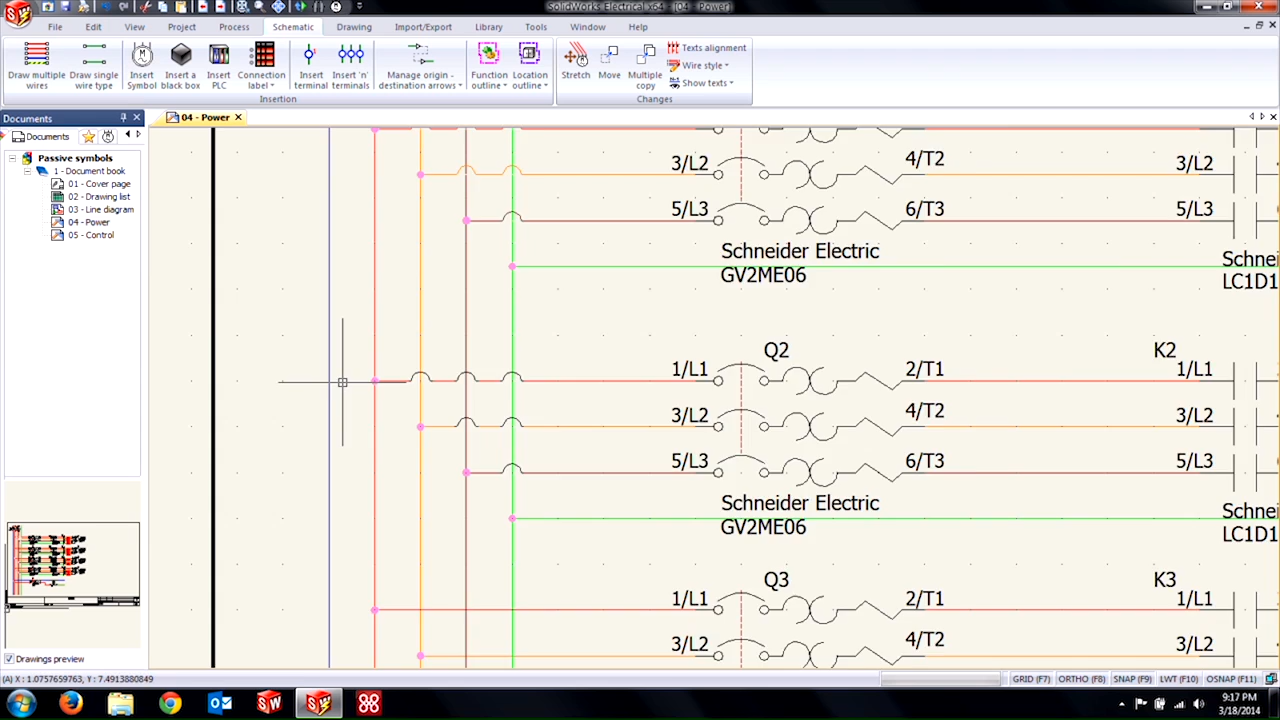 SolidWorks Electrical x64 - [04 - Power]
File Edit View Project Process Schematic Drawing Import/Export Library Tools Window Help
Draw multiple wires
Draw single wire type
Insert Symbol
Insert a black box
Insert PLC
Connection label
Insert terminal
Insert 'n' terminals
Manage origin - destination arrows
Function outline
Location outline
Stretch
Move
Multiple copy
Texts alignment
Wire style
Show texts
Insertion
Changes
Documents
04 - Power
Documents
Passive symbols
1 - Document book
01 - Cover page
02 - Drawing list
03 - Line diagram
04 - Power
05 - Control
3/L2 4/T2 3/L2
5/L3 6/T3 5/L3
Schneider Electric
GV2ME06
Schnei
LC1D1
Q2 K2
1/L1 2/T1 1/L1
3/L2 4/T2 3/L2
5/L3 6/T3 5/L3
Schneider Electric
GV2ME06
Schnei
LC1D1
Q3 K3
1/L1 2/T1 1/L1
3/L2 4/T2 3/L2
Drawings preview
(A) X : 1.0757659763; Y : 7.4913880849
GRID (F7) ORTHO (F8) SNAP (F9) LWT (F10) OSNAP (F11)
9:17 PM
3/18/2014